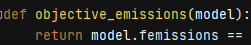 def objective_emissions(model):
return model.femissions ==